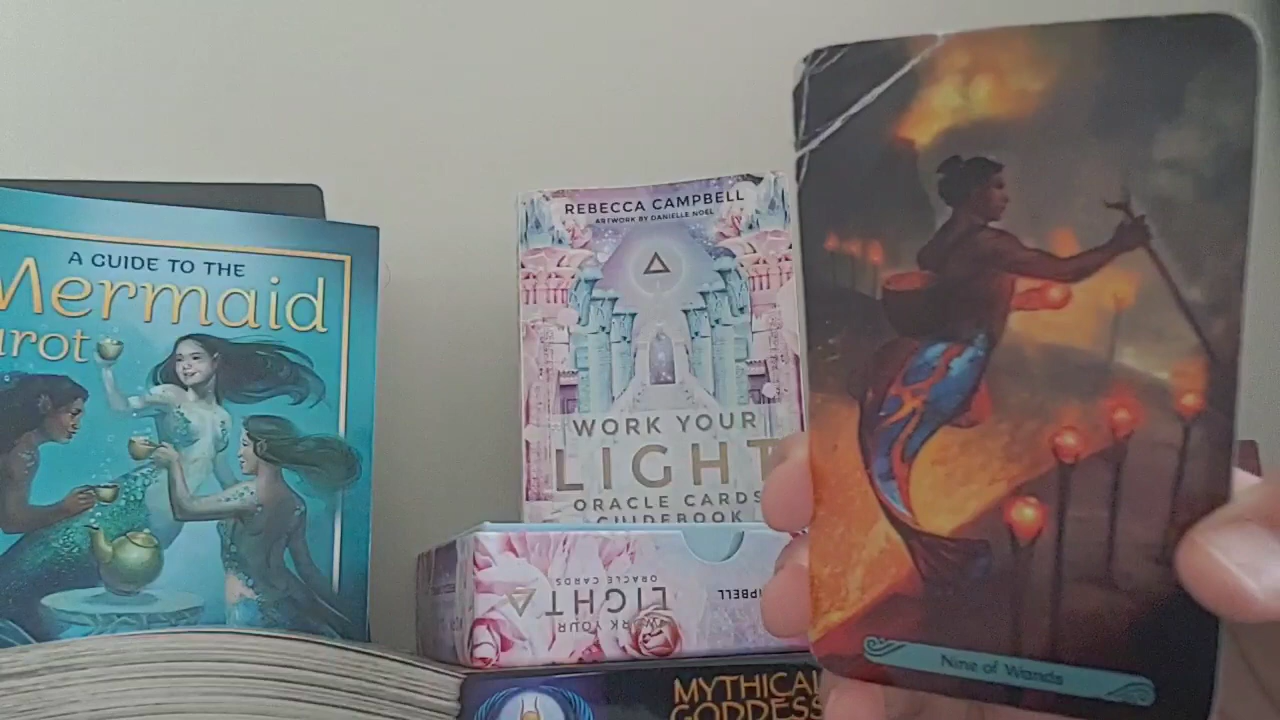 A GUIDE TO THE
Mermaid
arot
REBECCA CAMPBELL
ARTWORK BY DANIELLE NOEL
WORK YOUR
LIGHT
ORACLE CARDS
GUIDEBOOK
WORK YOUR
LIGHT
ORACLE CARDS
MPBELL
MYTHICAL
GODDESS
Nine of Wands